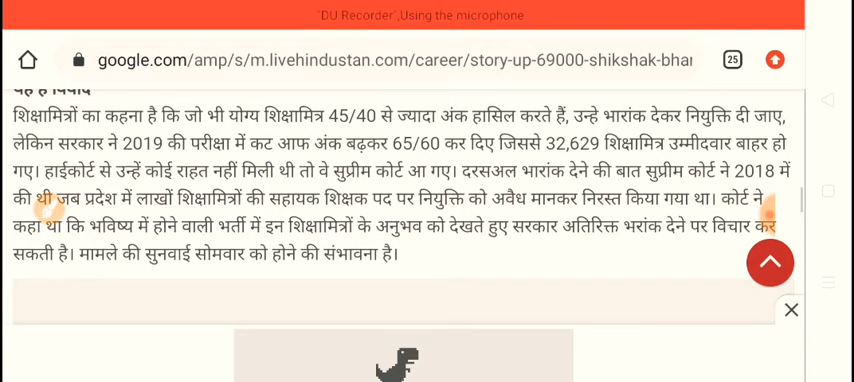 "DU Recorder",Using the microphone
google.com/amp/s/m.livehindustan.com/career/story-up-69000-shikshak-bhar
25
यह है विवाद
शिक्षामित्रों का कहना है कि जो भी योग्य शिक्षामित्र 45/40 से ज्यादा अंक हासिल करते हैं, उन्हे भारांक देकर नियुक्ति दी जाए,
लेकिन सरकार ने 2019 की परीक्षा में कट आफ अंक बढ़कर 65/60 कर दिए जिससे 32,629 शिक्षामित्र उम्मीदवार बाहर हो
गए। हाईकोर्ट से उन्हें कोई राहत नहीं मिली थी तो वे सुप्रीम कोर्ट आ गए। दरसअल भारांक देने की बात सुप्रीम कोर्ट ने 2018 में
की थी जब प्रदेश में लाखों शिक्षामित्रों की सहायक शिक्षक पद पर नियुक्ति को अवैध मानकर निरस्त किया गया था। कोर्ट ने
कहा था कि भविष्य में होने वाली भर्ती में इन शिक्षामित्रों के अनुभव को देखते हुए सरकार अतिरिक्त भरांक देने पर विचार कर
सकती है। मामले की सुनवाई सोमवार को होने की संभावना है।